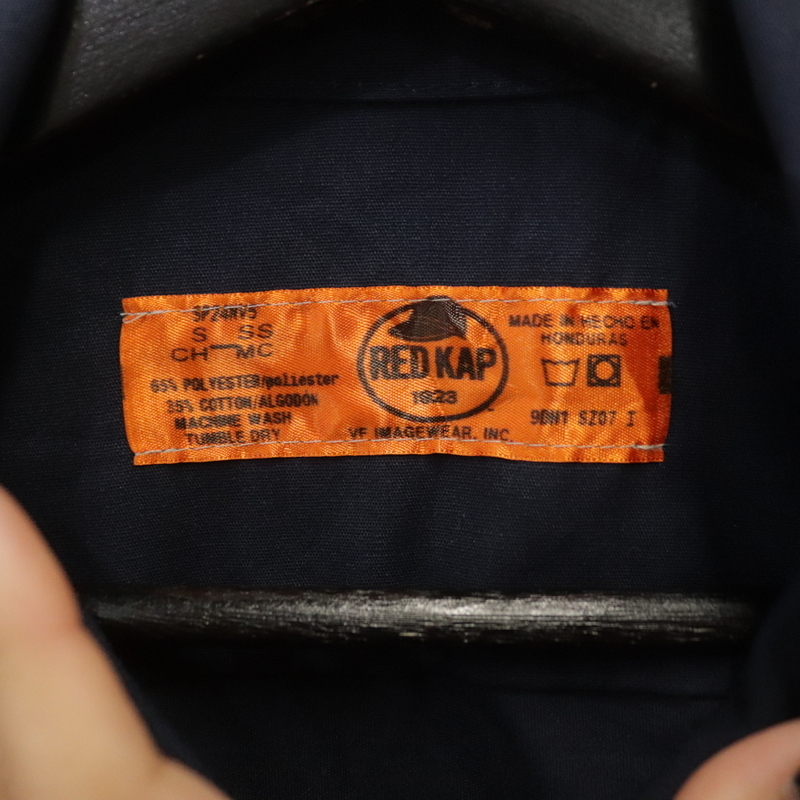 SP24NV5
S SS
CH MC
65% POLYESTER/poliester
35% COTTON/ALGODON
MACHINE WASH
TUMBLE DRY
RED KAP
1923
VF IMAGEWEAR, INC.
MADE IN HECHO EN
HONDURAS
9BN1 SZ07 I